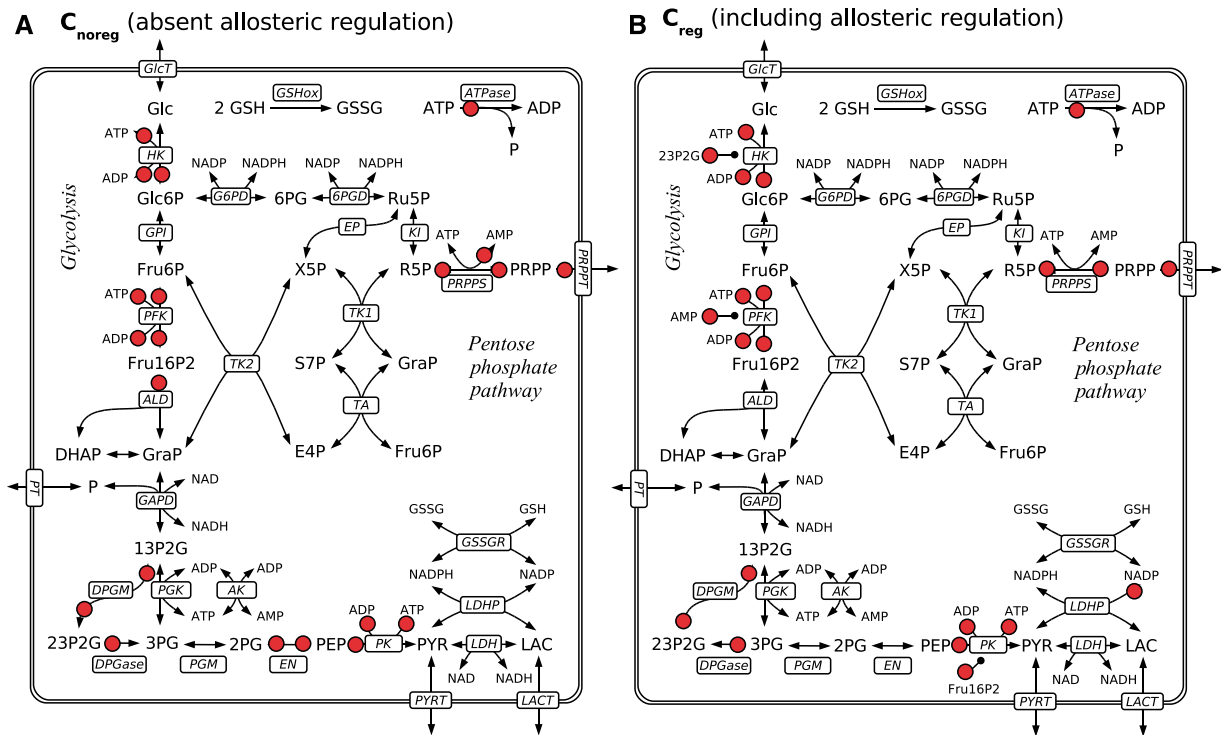 A C noreg (absent allosteric regulation)
GlcT
Glc
2 GSH GSHox GSSG
ATP ATPase ADP
P
ATP
HK
ADP
NADP NADPH NADP NADPH
Glc6P G6PD 6PG 6PGD Ru5P
Glycolysis
GPI
EP
KI
ATP AMP
Fru6P X5P R5P PRPP PRPPT
PRPPS
ATP
PFK
ADP
TK1
Fru16P2 TK2 S7P GraP
Pentose
phosphate
pathway
ALD
TA
DHAP GraP E4P Fru6P
PT P
NAD
GAPD
NADH
GSSG GSH
GSSGR
13P2G
ADP ADP
NADPH NADP
DPGM PGK AK
LDHP
ATP AMP
ADP ATP
23P2G 3PG 2PG PEP PK PYR LDH LAC
DPGase PGM EN
NAD NADH
PYRT LACT
B C reg (including allosteric regulation)
GlcT
Glc
2 GSH GSHox GSSG
ATP ATPase ADP
P
ATP
23P2G HK
ADP
NADP NADPH NADP NADPH
Glc6P G6PD 6PG 6PGD Ru5P
Glycolysis
GPI
EP
KI
ATP AMP
Fru6P X5P R5P PRPP PRPPT
PRPPS
ATP
AMP PFK
ADP
TK1
Fru16P2 TK2 S7P GraP
Pentose
phosphate
pathway
ALD
TA
DHAP GraP E4P Fru6P
PT P
NAD
GAPD
NADH
GSSG GSH
GSSGR
13P2G
ADP ADP
NADPH NADP
DPGM PGK AK
LDHP
ATP AMP
ADP ATP
23P2G 3PG 2PG PEP PK PYR LDH LAC
DPGase PGM EN
Fru16P2
NAD NADH
PYRT LACT